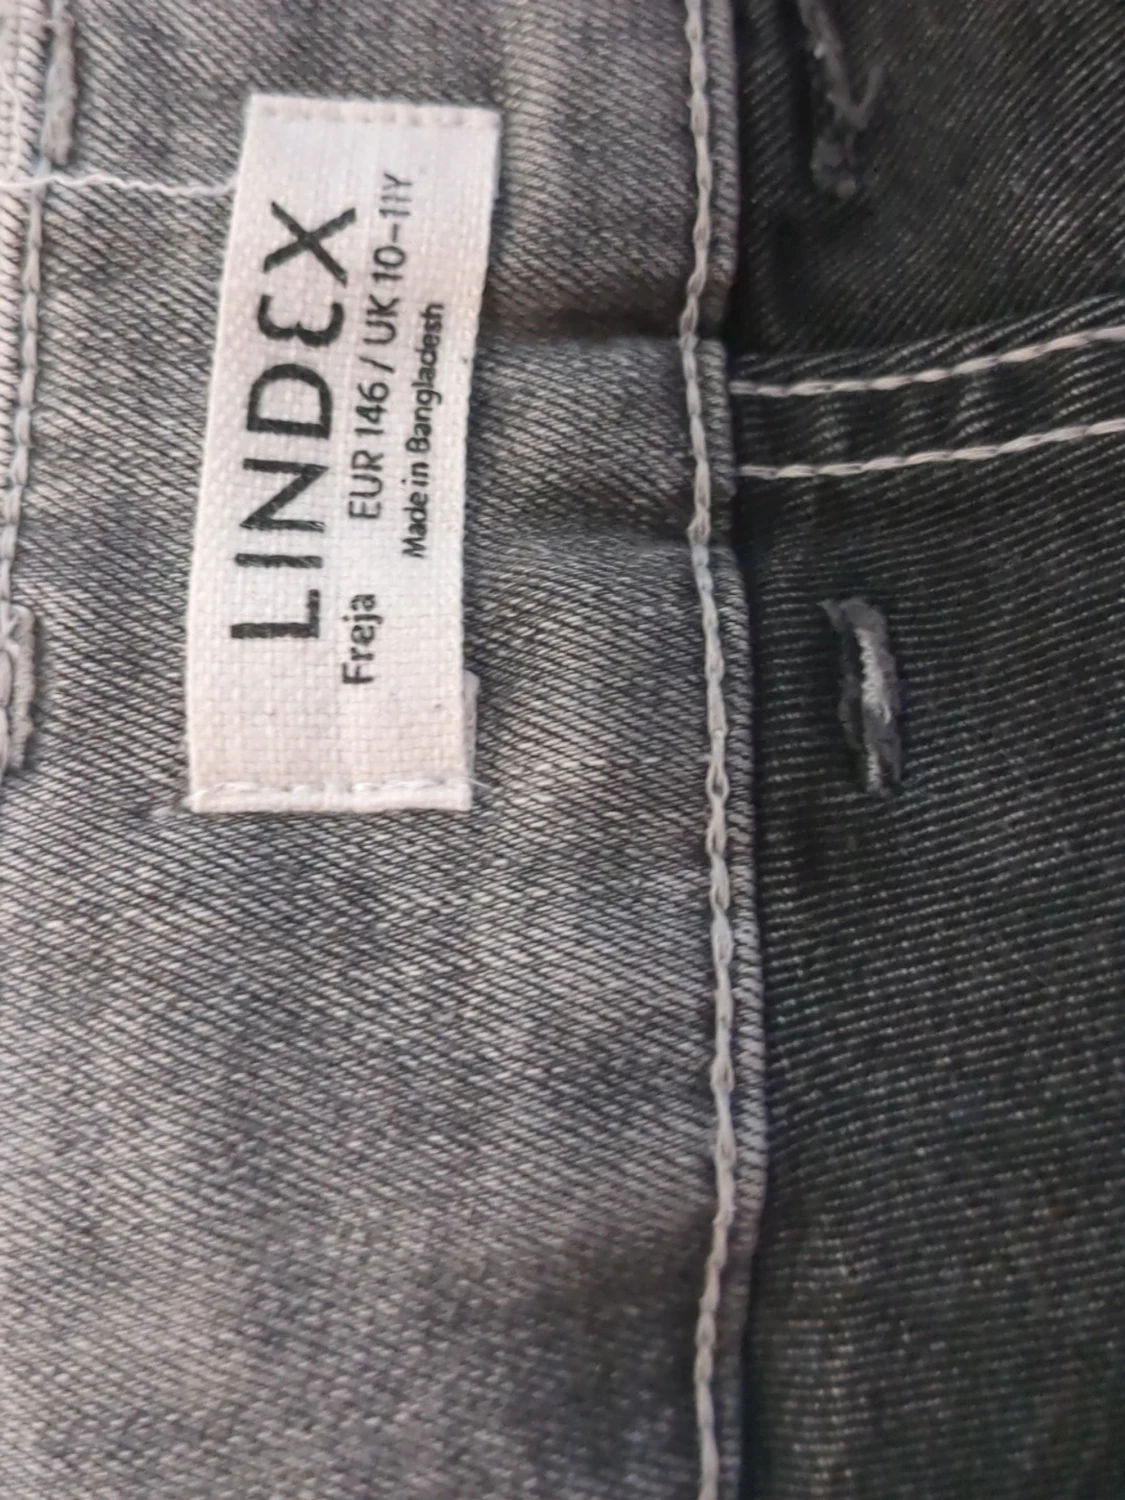 LINDEX
Freja EUR 146 / UK 10-11Y
Made in Bangladesh